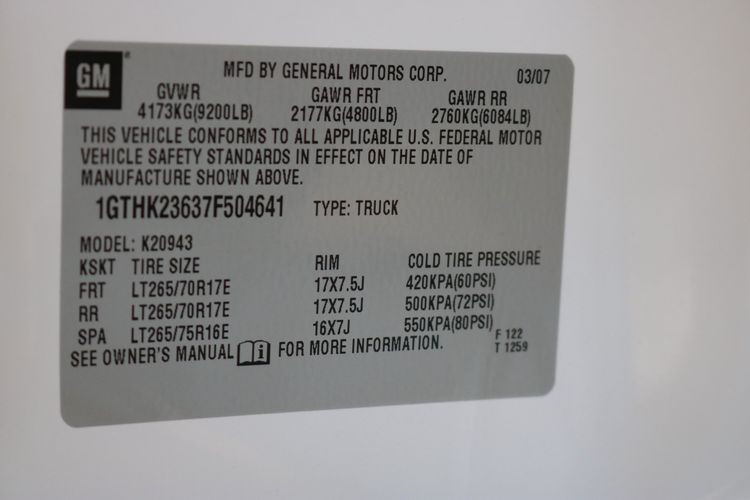 GM
MFD BY GENERAL MOTORS CORP. 03/07
GVWR GAWR FRT GAWR RR
4173KG(9200LB) 2177KG(4800LB) 2760KG(6084LB)
THIS VEHICLE CONFORMS TO ALL APPLICABLE U.S. FEDERAL MOTOR
VEHICLE SAFETY STANDARDS IN EFFECT ON THE DATE OF
MANUFACTURE SHOWN ABOVE.
1GTHK23637F504641 TYPE: TRUCK
MODEL: K20943
KSKT TIRE SIZE RIM COLD TIRE PRESSURE
FRT LT265/70R17E 17X7.5J 420KPA(60PSI)
RR LT265/70R17E 17X7.5J 500KPA(72PSI)
SPA LT265/75R16E 16X7J 550KPA(80PSI)
SEE OWNER'S MANUAL FOR MORE INFORMATION.
F 122
T 1259